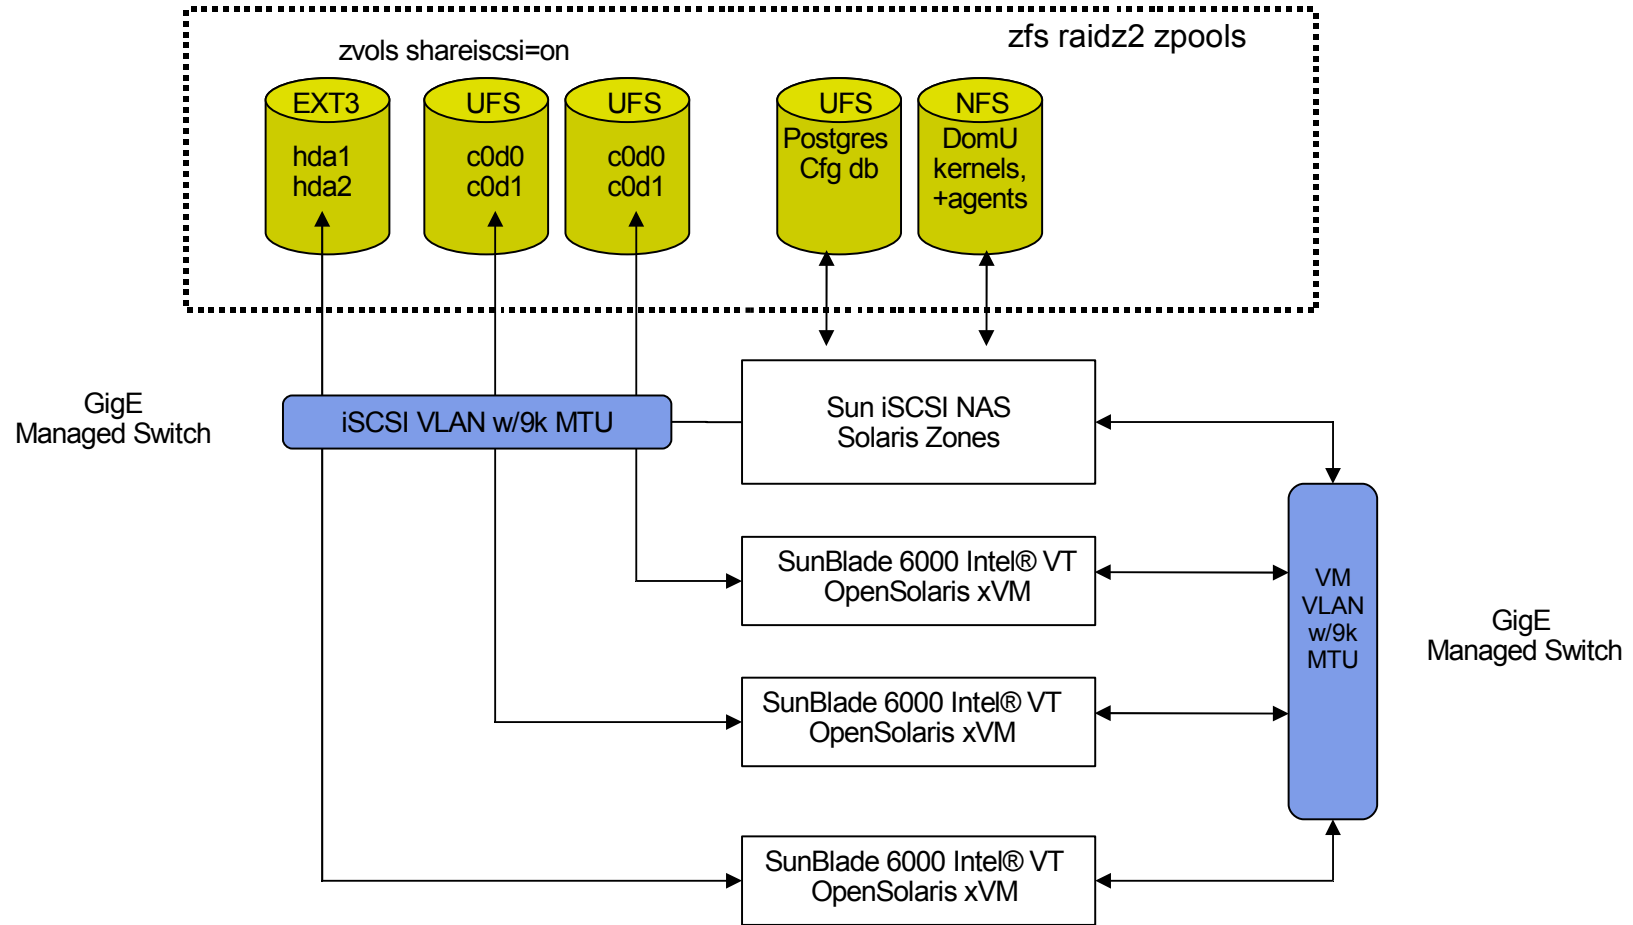 zfs raidz2 zpools
zvols shareiscsi=on
EXT3
hda1
hda2
UFS
c0d0
c0d1
UFS
c0d0
c0d1
UFS
Postgres
Cfg db
NFS
DomU
kernels,
+agents
GigE
Managed Switch
iSCSI VLAN w/9k MTU
Sun iSCSI NAS
Solaris Zones
SunBlade 6000 Intel® VT
OpenSolaris xVM
VM
VLAN
w/9k
MTU
GigE
Managed Switch
SunBlade 6000 Intel® VT
OpenSolaris xVM
SunBlade 6000 Intel® VT
OpenSolaris xVM